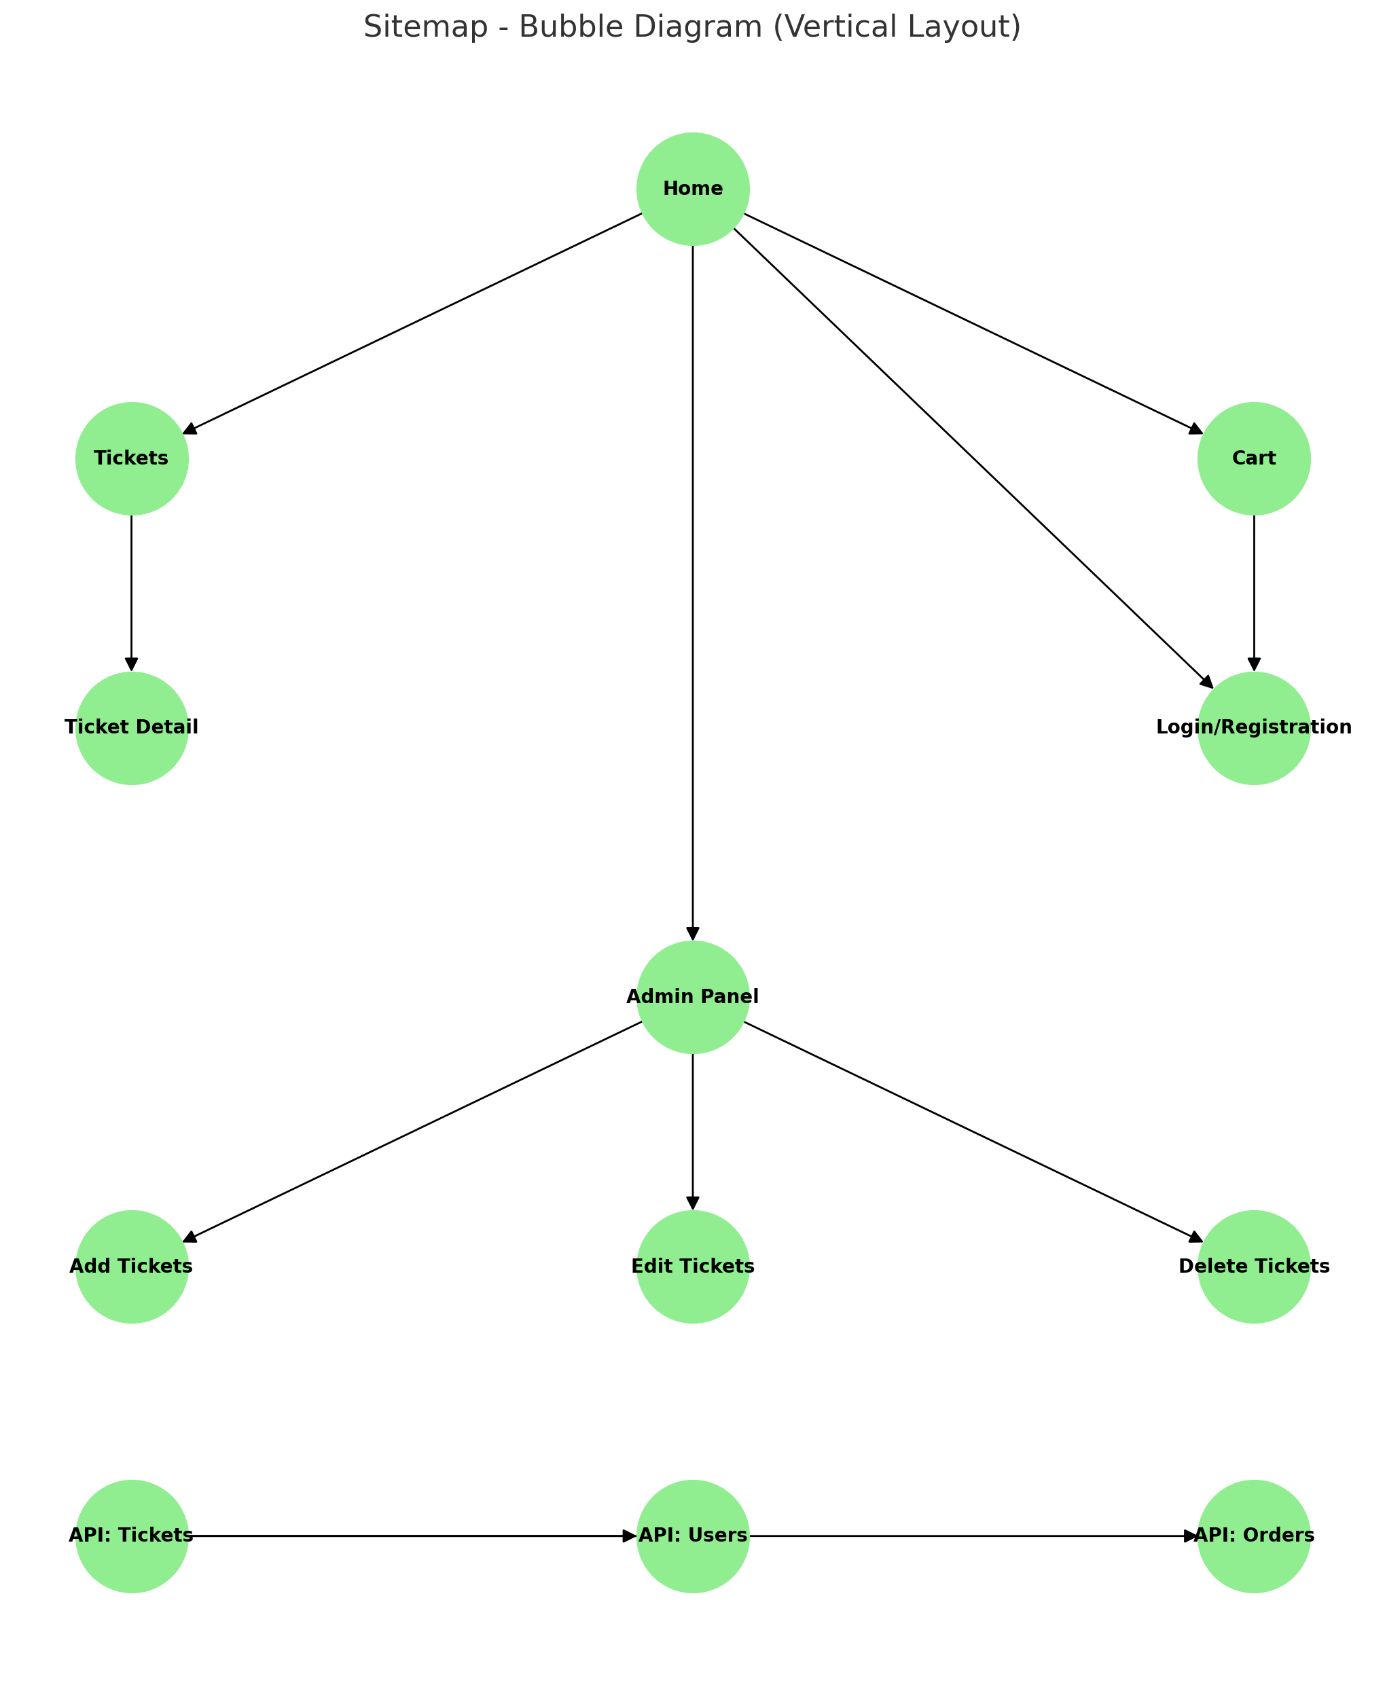 Sitemap - Bubble Diagram (Vertical Layout)
Home
Tickets
Cart
Ticket Detail
Login/Registration
Admin Panel
Add Tickets
Edit Tickets
Delete Tickets
API: Tickets
API: Users
API: Orders